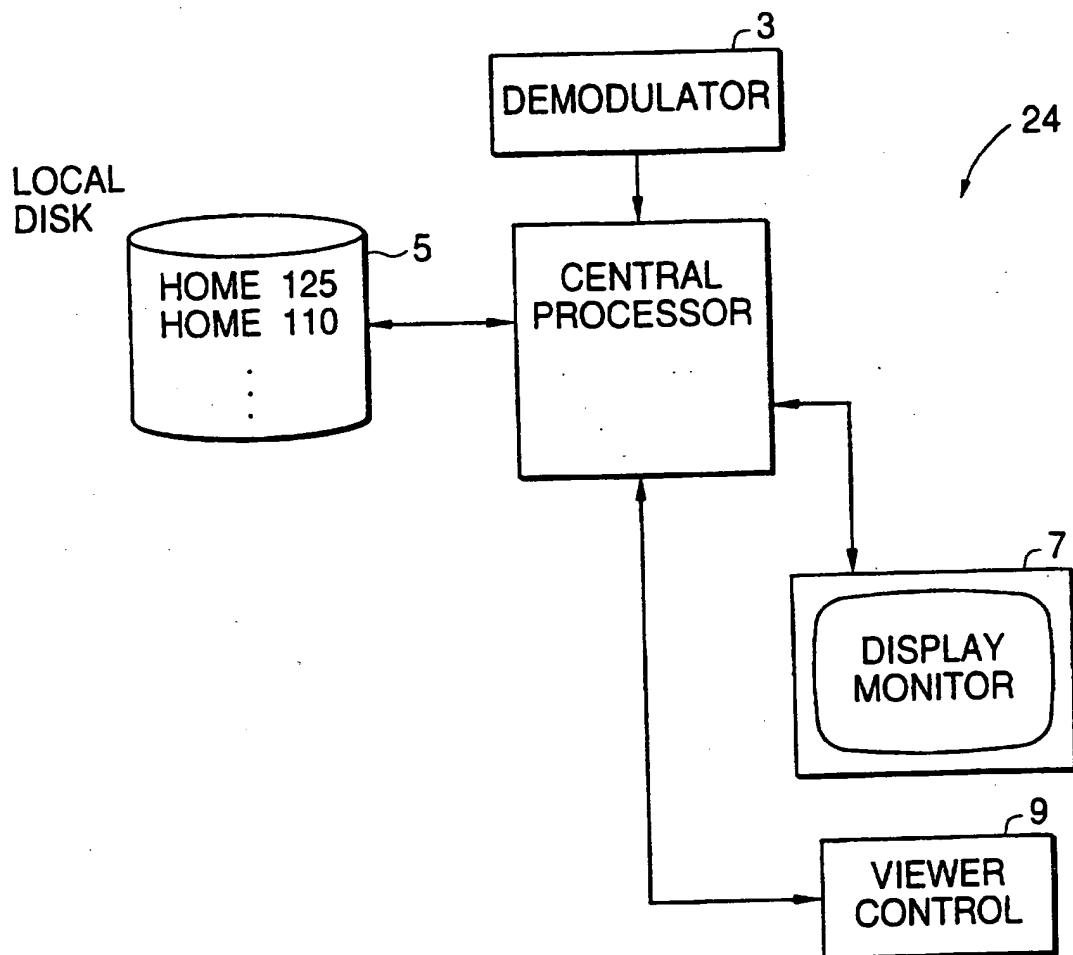 3
DEMODULATOR
24
LOCAL
DISK
5
HOME 125
HOME 110
.
.
.
CENTRAL
PROCESSOR
7
DISPLAY
MONITOR
9
VIEWER
CONTROL